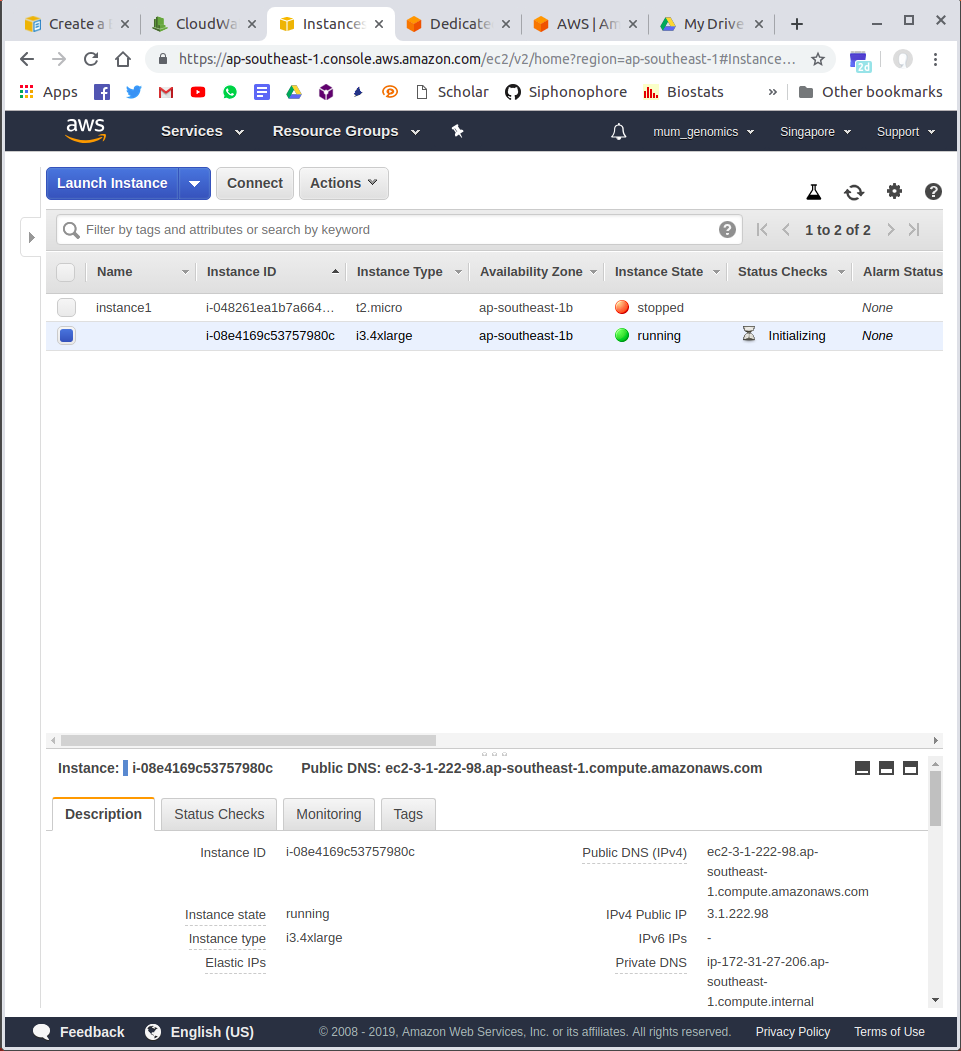 Create a
CloudWa
Instances
Dedicate
AWS | Am
My Drive
https://ap-southeast-1.console.aws.amazon.com/ec2/v2/home?region=ap-southeast-1#Instance...
2d
Apps Scholar Siphonophore Biostats » Other bookmarks
aws Services Resource Groups mum_genomics Singapore Support
Launch Instance Connect Actions
Filter by tags and attributes or search by keyword 1 to 2 of 2
Name Instance ID Instance Type Availability Zone Instance State Status Checks Alarm Status
instance1 i-048261ea1b7a664... t2.micro ap-southeast-1b stopped None
i-08e4169c53757980c i3.4xlarge ap-southeast-1b running Initializing None
Instance: i-08e4169c53757980c Public DNS: ec2-3-1-222-98.ap-southeast-1.compute.amazonaws.com
Description Status Checks Monitoring Tags
Instance ID i-08e4169c53757980c Public DNS (IPv4) ec2-3-1-222-98.ap-
southeast-
1.compute.amazonaws.com
Instance state running IPv4 Public IP 3.1.222.98
Instance type i3.4xlarge IPv6 IPs -
Elastic IPs Private DNS ip-172-31-27-206.ap-
southeast-
1.compute.internal
Feedback English (US) © 2008 - 2019, Amazon Web Services, Inc. or its affiliates. All rights reserved. Privacy Policy Terms of Use